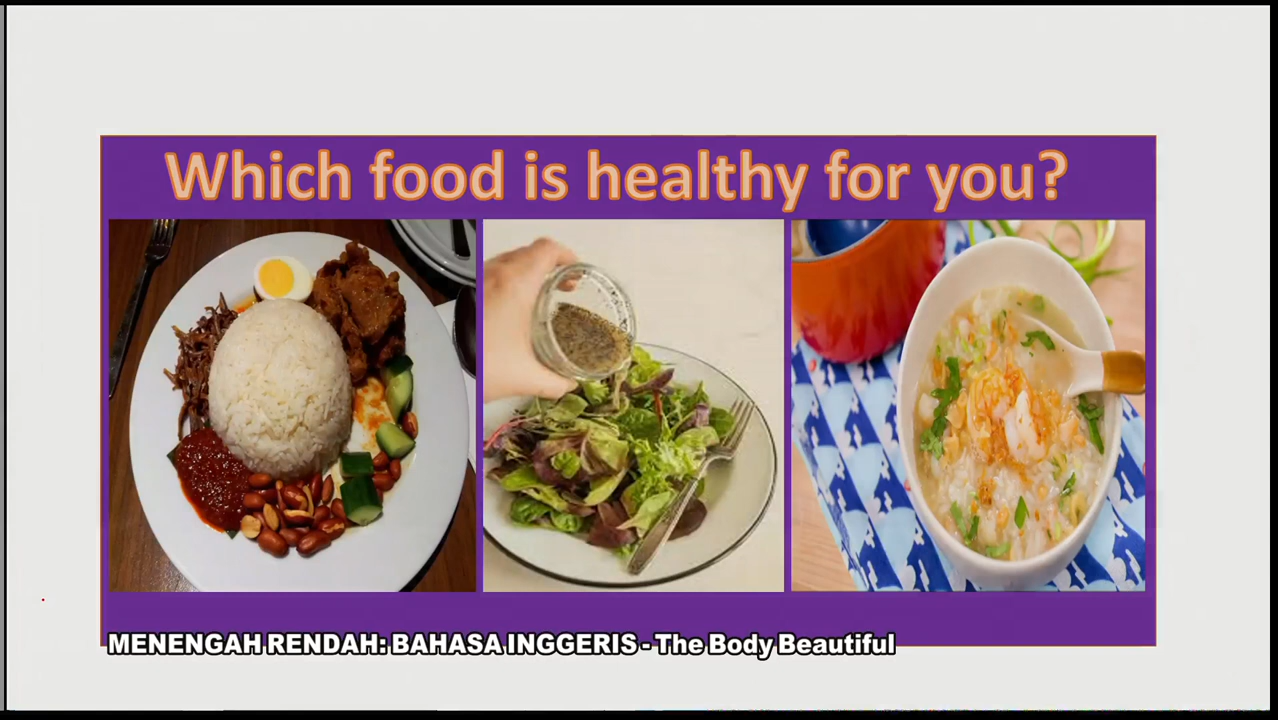 Which food is healthy for you?
MENENGAH RENDAH: BAHASA INGGERIS - The Body Beautiful